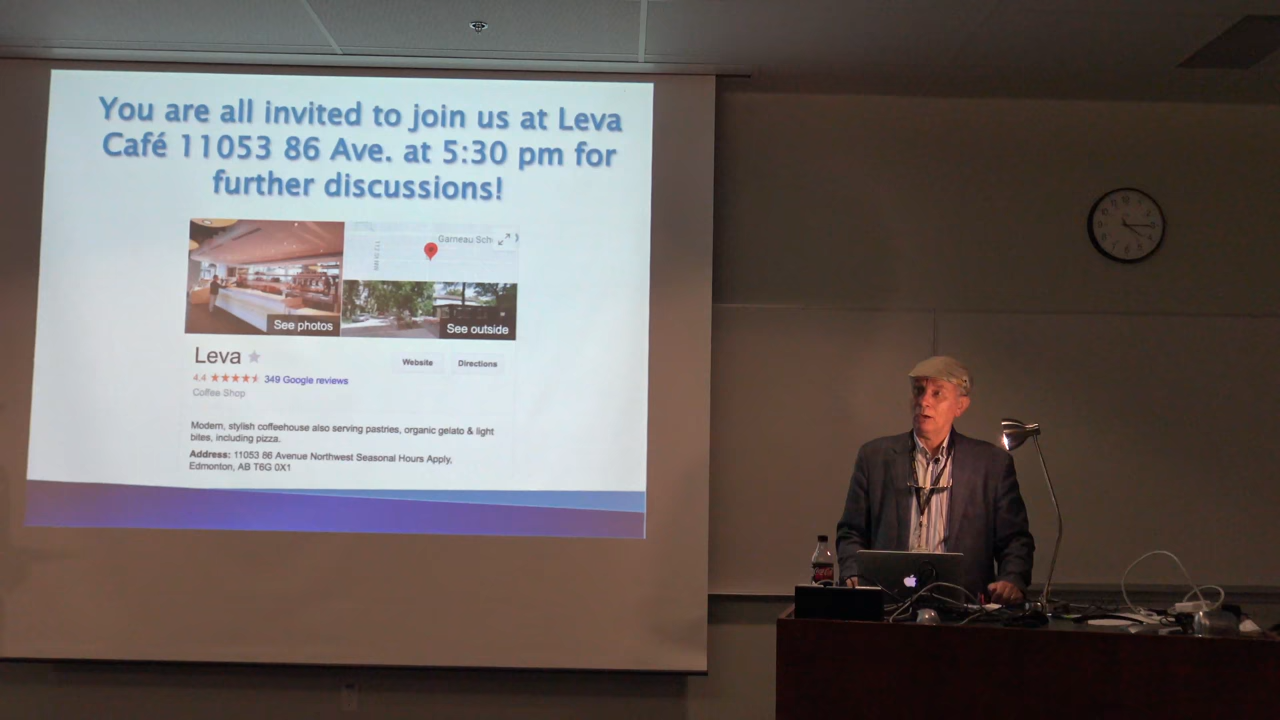 You are all invited to join us at Leva
Café 11053 86 Ave. at 5:30 pm for
further discussions!
Garneau Sch
See photos
See outside
Leva
Website
Directions
4.4
349 Google reviews
Coffee Shop
Modern, stylish coffeehouse also serving pastries, organic gelato & light
bites, including pizza.
Address: 11053 86 Avenue Northwest Seasonal Hours Apply,
Edmonton, AB T6G 0X1